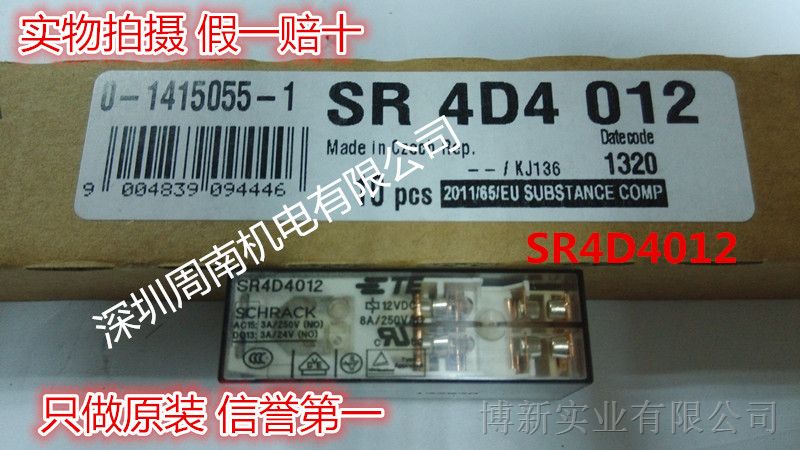 实物拍摄 假一赔十
0-1415055-1
SR 4D4 012
Made in Czech Rep.
Datecode
--/KJ136
1320
9 004839 094446
10 pcs
2011/65/EU SUBSTANCE COMP
深圳周南机电有限公司
SR4D4012
SR4D4012
TE
SCHRACK
12VDC
AC15: 3A/250V (NO)
8A/250V
DC13: 3A/24V (NO)
只做原装 信誉第一
博新实业有限公司